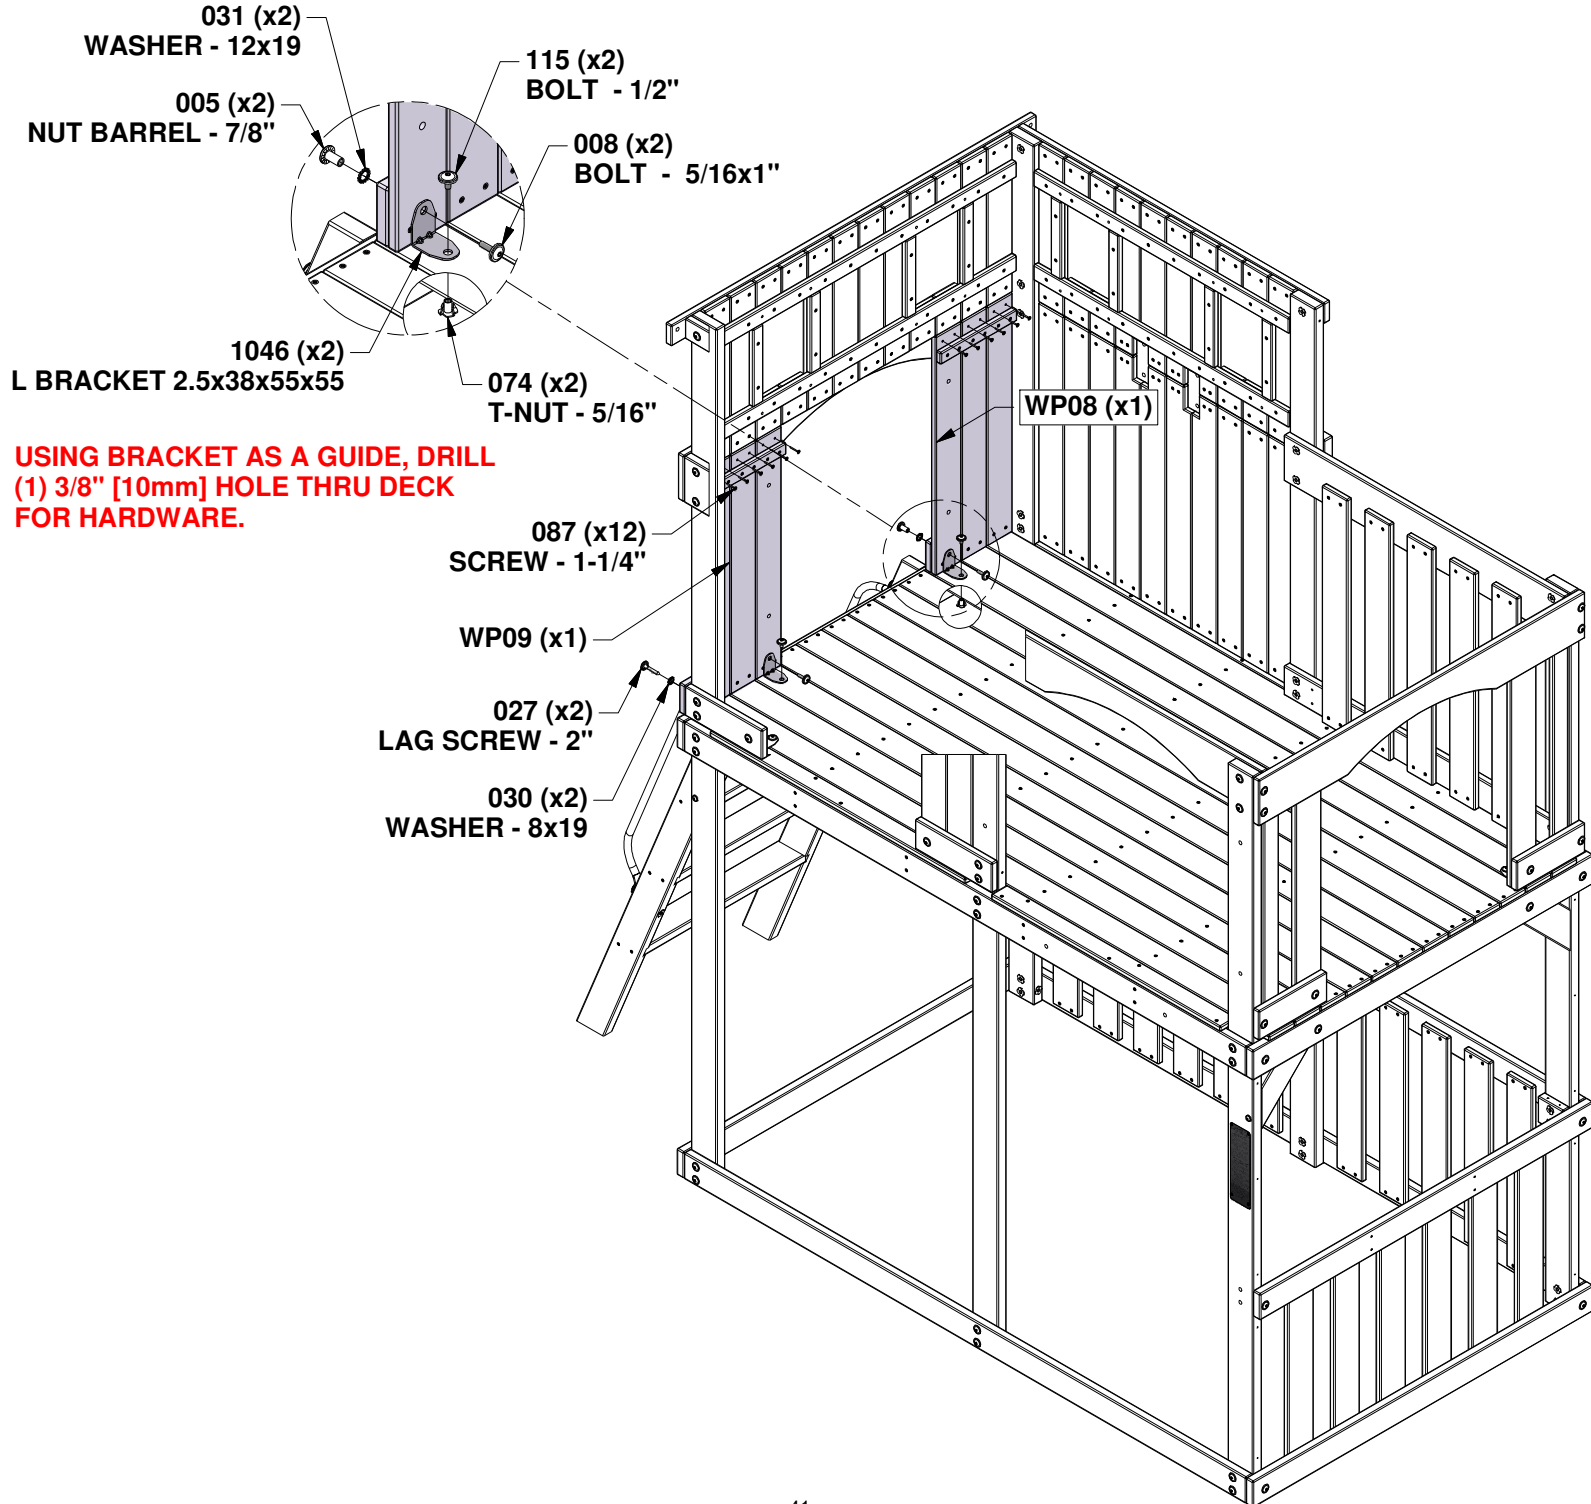 031 (x2)
WASHER - 12x19
005 (x2)
NUT BARREL - 7/8"
115 (x2)
BOLT - 1/2"
008 (x2)
BOLT - 5/16x1"
1046 (x2)
L BRACKET 2.5x38x55x55
074 (x2)
T-NUT - 5/16"
WP08 (x1)
USING BRACKET AS A GUIDE, DRILL
(1) 3/8" [10mm] HOLE THRU DECK
FOR HARDWARE.
087 (x12)
SCREW - 1-1/4"
WP09 (x1)
027 (x2)
LAG SCREW - 2"
030 (x2)
WASHER - 8x19